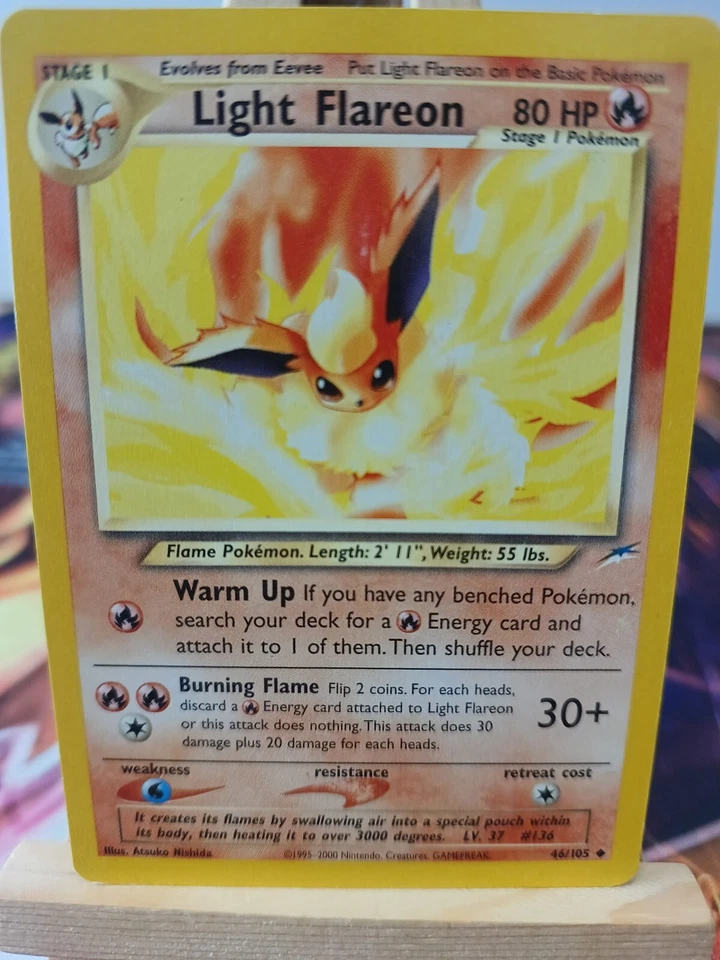 STAGE 1 Evolves from Eevee Put Light Flareon on the Basic Pokémon
Light Flareon 80 HP
Stage 1 Pokémon
Flame Pokémon. Length: 2' 11", Weight: 55 lbs.
Warm Up If you have any benched Pokémon,
search your deck for a Energy card and
attach it to 1 of them. Then shuffle your deck.
Burning Flame Flip 2 coins. For each heads,
discard a Energy card attached to Light Flareon
or this attack does nothing. This attack does 30
damage plus 20 damage for each heads.
30+
weakness resistance retreat cost
It creates its flames by swallowing air into a special pouch within
its body, then heating it to over 3000 degrees. LV. 37 #136
Illus. Atsuko Nishida ©1995-2000 Nintendo, Creatures, GAMEFREAK. 46/105